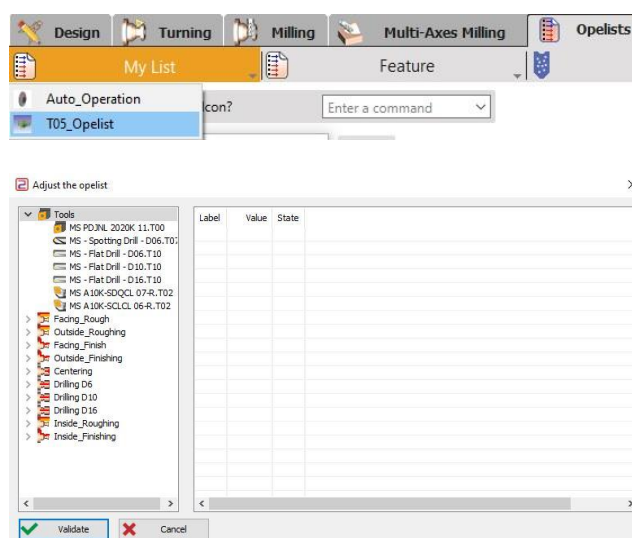 Design Turning Milling Multi-Axes Milling Opelists
My List Feature
Auto_Operation
Icon? Enter a command
T05_Opelist
Adjust the opelist
Tools
MS PDJNL 2020K 11.T00
MS - Spotting Drill - D06.T07
MS - Flat Drill - D06.T10
MS - Flat Drill - D10.T10
MS - Flat Drill - D16.T10
MS A10K-SDQCL 07-R.T02
MS A10K-SCLCL 06-R.T02
Facing_Rough
Outside_Roughing
Facing_Finish
Outside_Finishing
Centering
Drilling D6
Drilling D10
Drilling D16
Inside_Roughing
Inside_Finishing
Label Value State
Validate Cancel